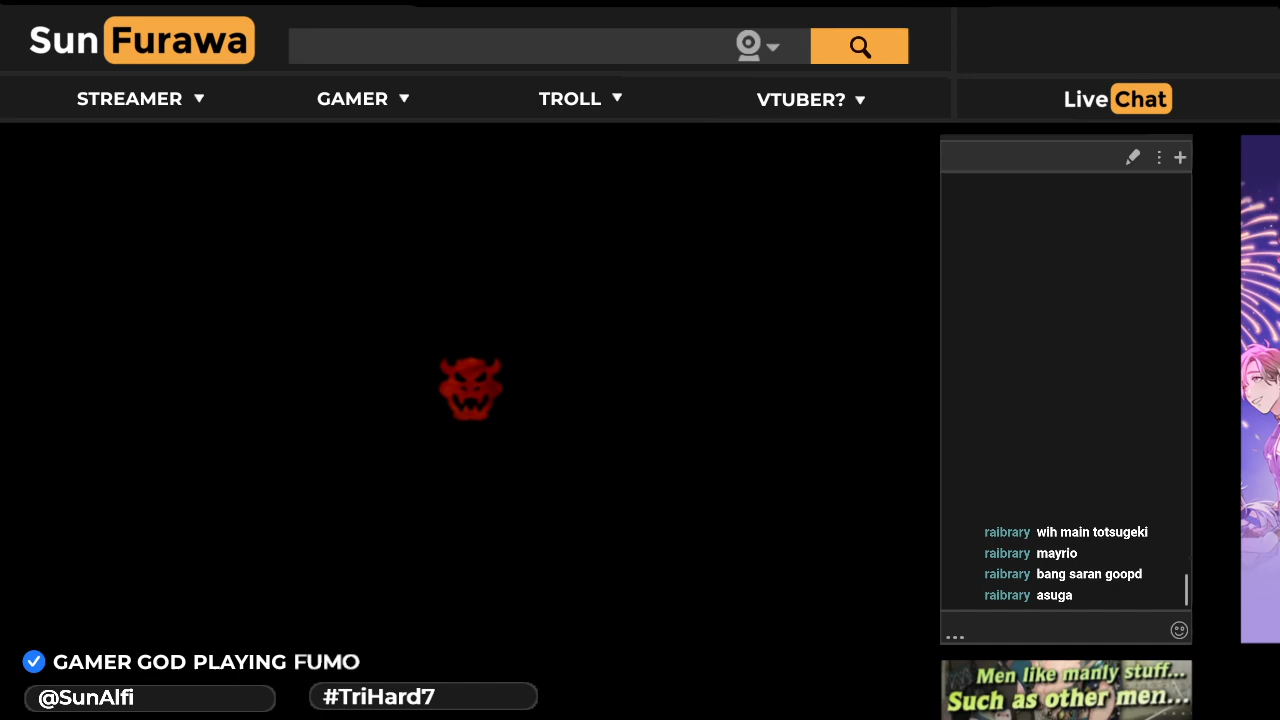 Sun Furawa
STREAMER ▼ GAMER ▼ TROLL ▼ VTUBER? ▼
Live Chat
raibrary wih main totsugeki
raibrary mayrio
raibrary bang saran goopd
raibrary asuga
...
GAMER GOD PLAYING FUMO
@SunAlfi #TriHard7
Men like manly stuff...
Such as other men...